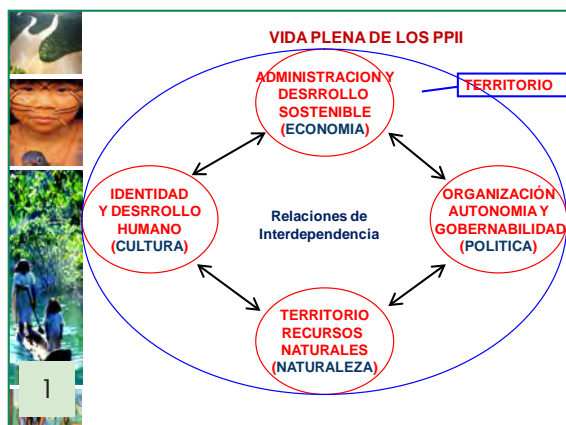 VIDA PLENA DE LOS PPII
ADMINISTRACION Y
DESRROLLO
SOSTENIBLE
(ECONOMIA)
TERRITORIO
IDENTIDAD
Y DESRROLLO
HUMANO
(CULTURA)
Relaciones de
Interdependencia
ORGANIZACIÓN
AUTONOMIA Y
GOBERNABILIDAD
(POLITICA)
TERRITORIO
RECURSOS
NATURALES
(NATURALEZA)
1